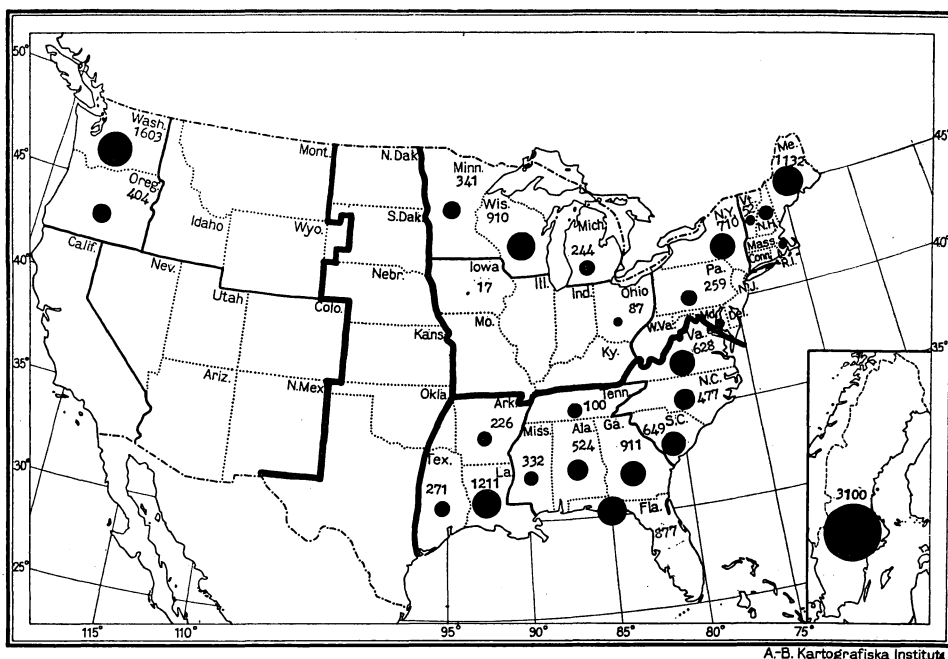 50°
45°
40°
35°
30°
25°
Wash.
1603
Oreg.
404
Calif.
Idaho
Nev.
Utah
Ariz.
Mont.
Wyo.
Colo.
N.Mex.
N.Dak.
S.Dak.
Nebr.
Kans.
Okla.
Tex.
271
Minn.
341
Iowa
17
Mo.
Ark.
226
La.
1211
Wis.
910
Ill.
Mich.
244
Ind.
Ohio
87
Ky.
Tenn.
100
Miss.
332
Ala.
524
Ga.
911
Fla.
877
S.C.
649
N.C.
477
Va.
628
W.Va.
Md.
Del.
Pa.
259
N.J.
N.Y.
710
Vt.
N.H.
Mass.
Conn.
R.I.
Me.
1132
45°
40°
35°
3100
115°
110°
95°
90°
85°
80°
75°
A.-B. Kartografiska Institute